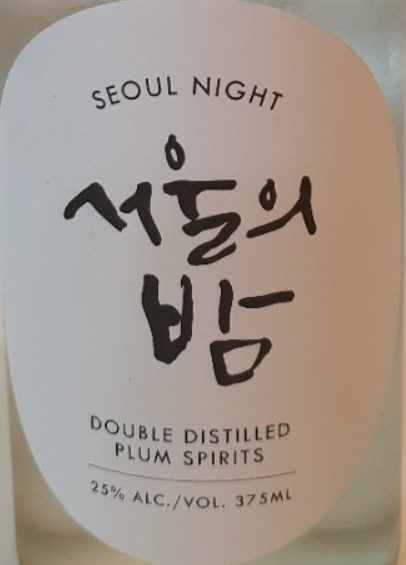 SEOUL NIGHT
서울의
밤
DOUBLE DISTILLED
PLUM SPIRITS
25% ALC./VOL. 375ML